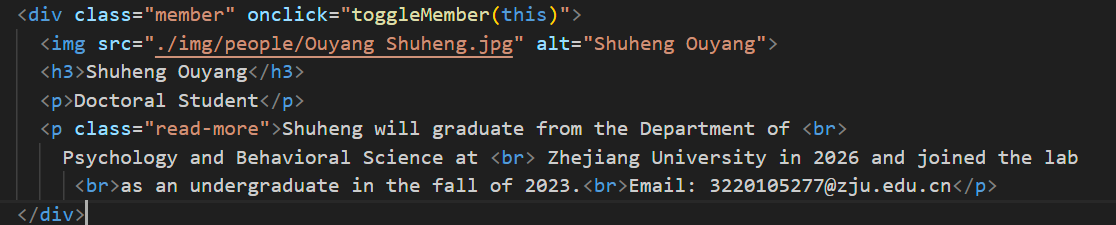 <div class="member" onclick="toggleMember(this)">
<img src="./img/people/Ouyang Shuheng.jpg" alt="Shuheng Ouyang">
<h3>Shuheng Ouyang</h3>
<p>Doctoral Student</p>
<p class="read-more">Shuheng will graduate from the Department of <br>
Psychology and Behavioral Science at <br> Zhejiang University in 2026 and joined the lab
<br>as an undergraduate in the fall of 2023.<br>Email: 3220105277@zju.edu.cn</p>
</div>